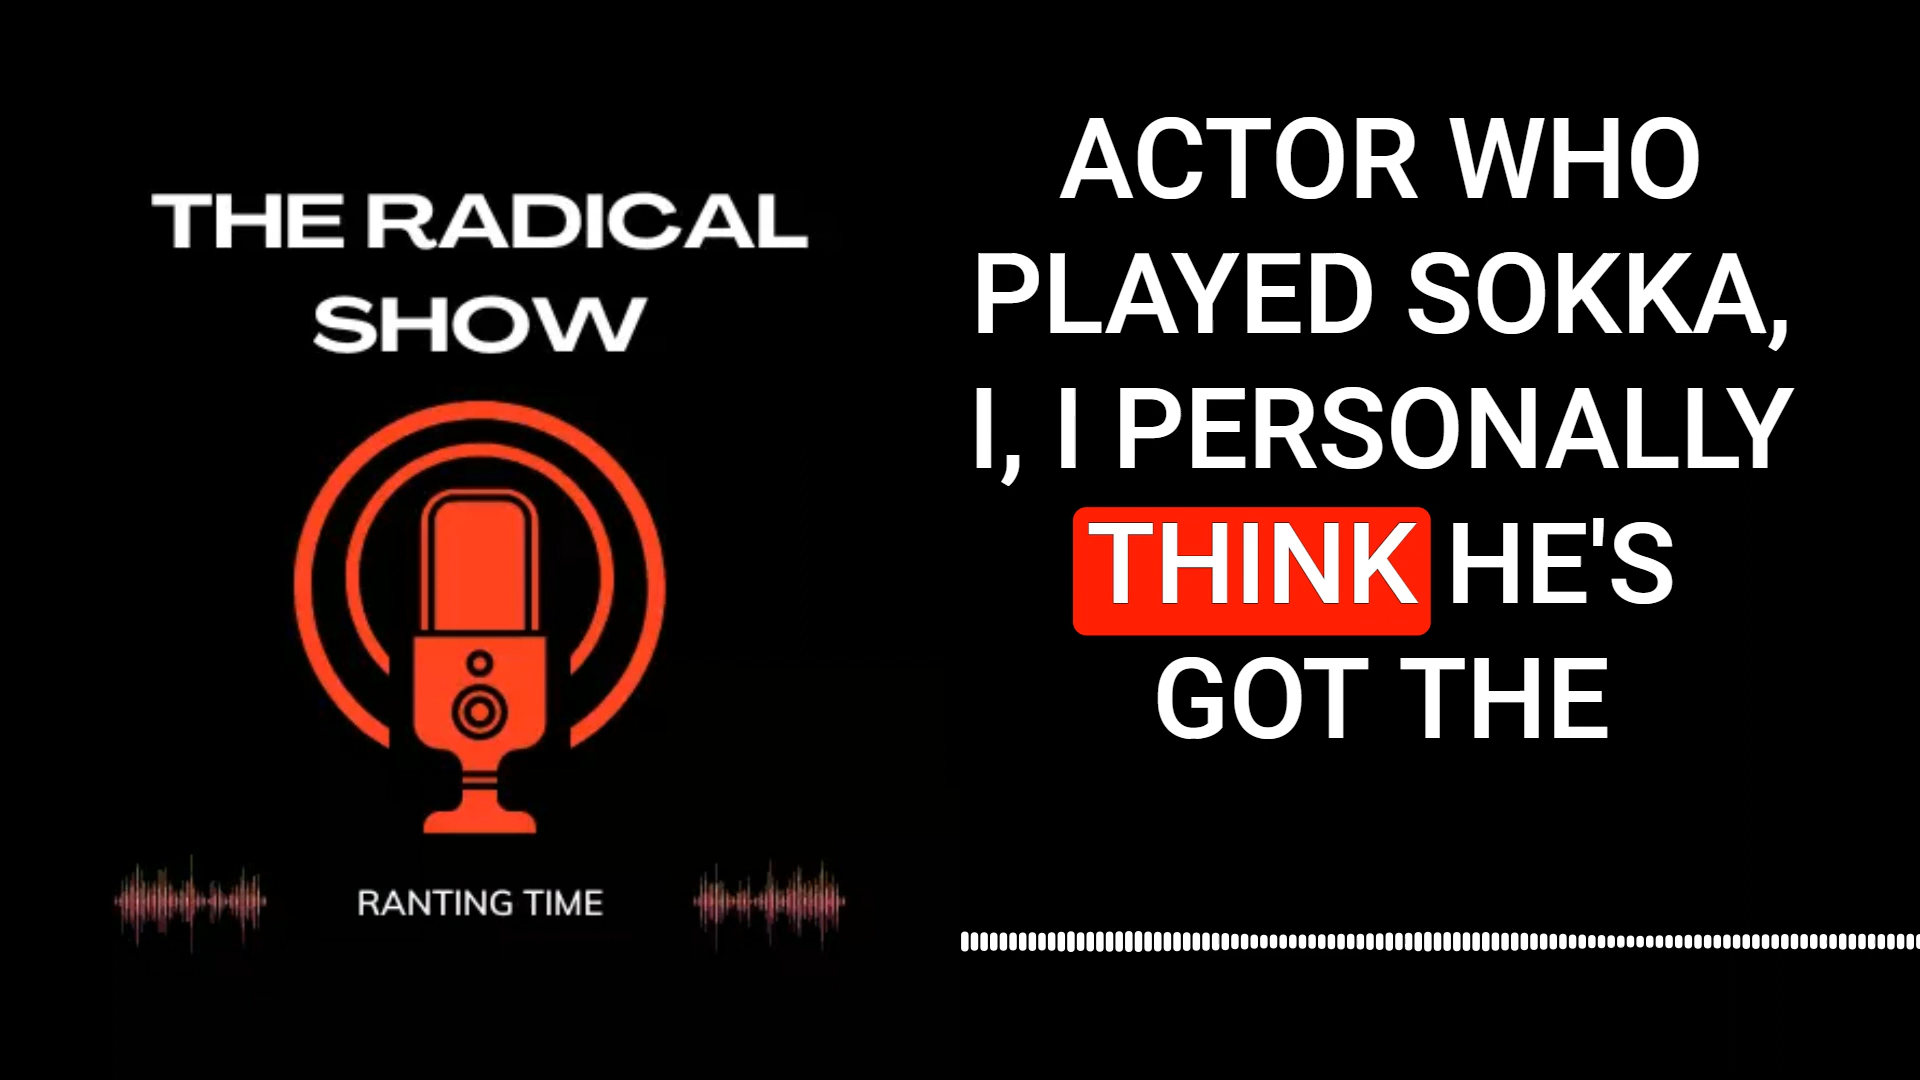 THE RADICAL
SHOW
RANTING TIME
ACTOR WHO
PLAYED SOKKA,
I, I PERSONALLY
THINK HE'S
GOT THE